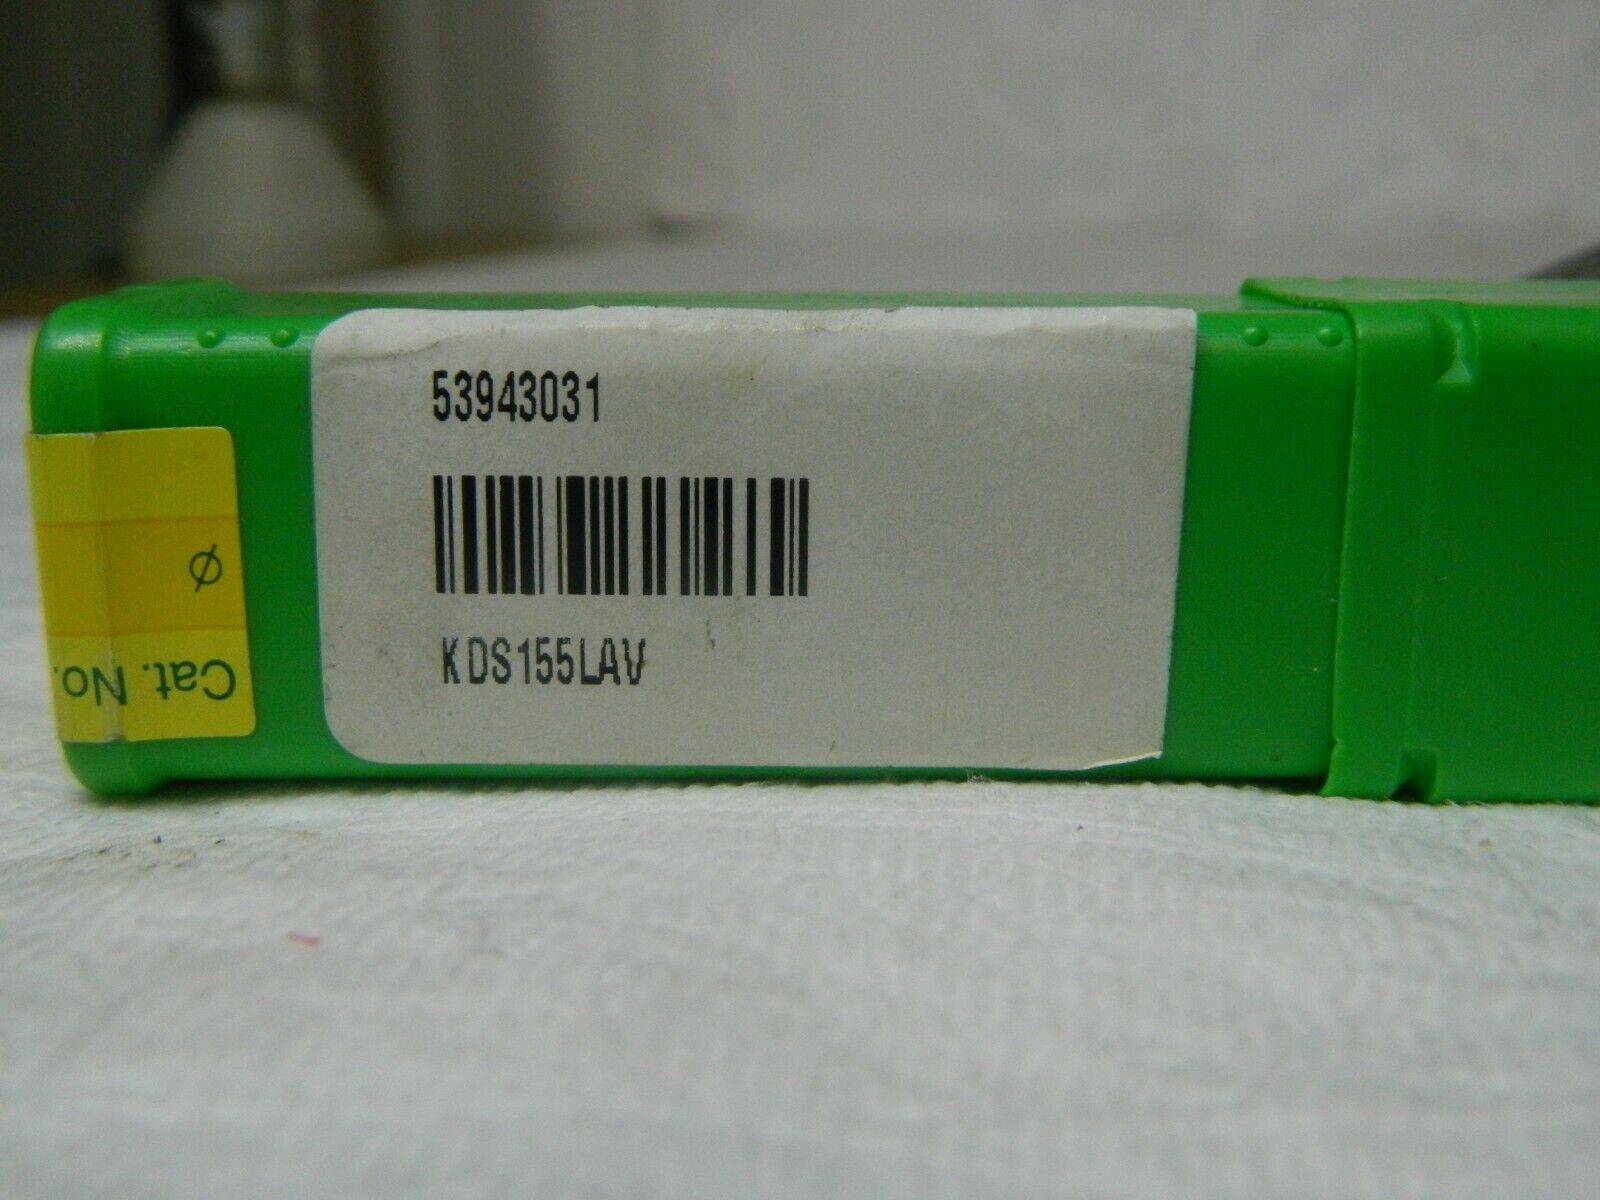 53943031
KDS155LAV
Cat. No.
Ø